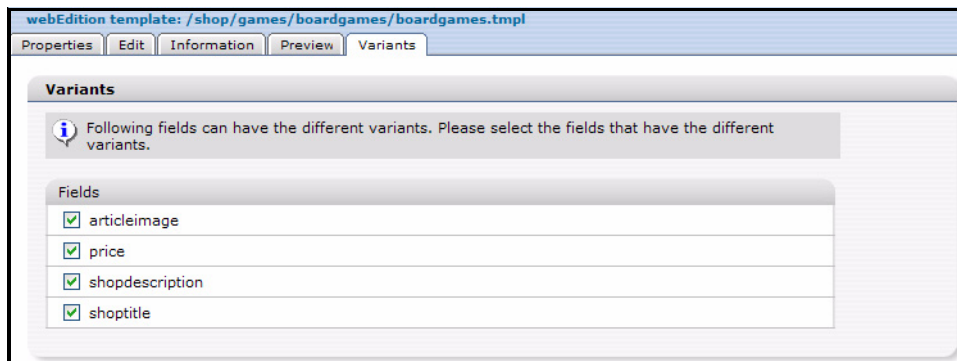 webEdition template: /shop/games/boardgames/boardgames.tmpl
Properties Edit Information Preview Variants
Variants
Following fields can have the different variants. Please select the fields that have the different
variants.
Fields
articleimage
price
shopdescription
shoptitle